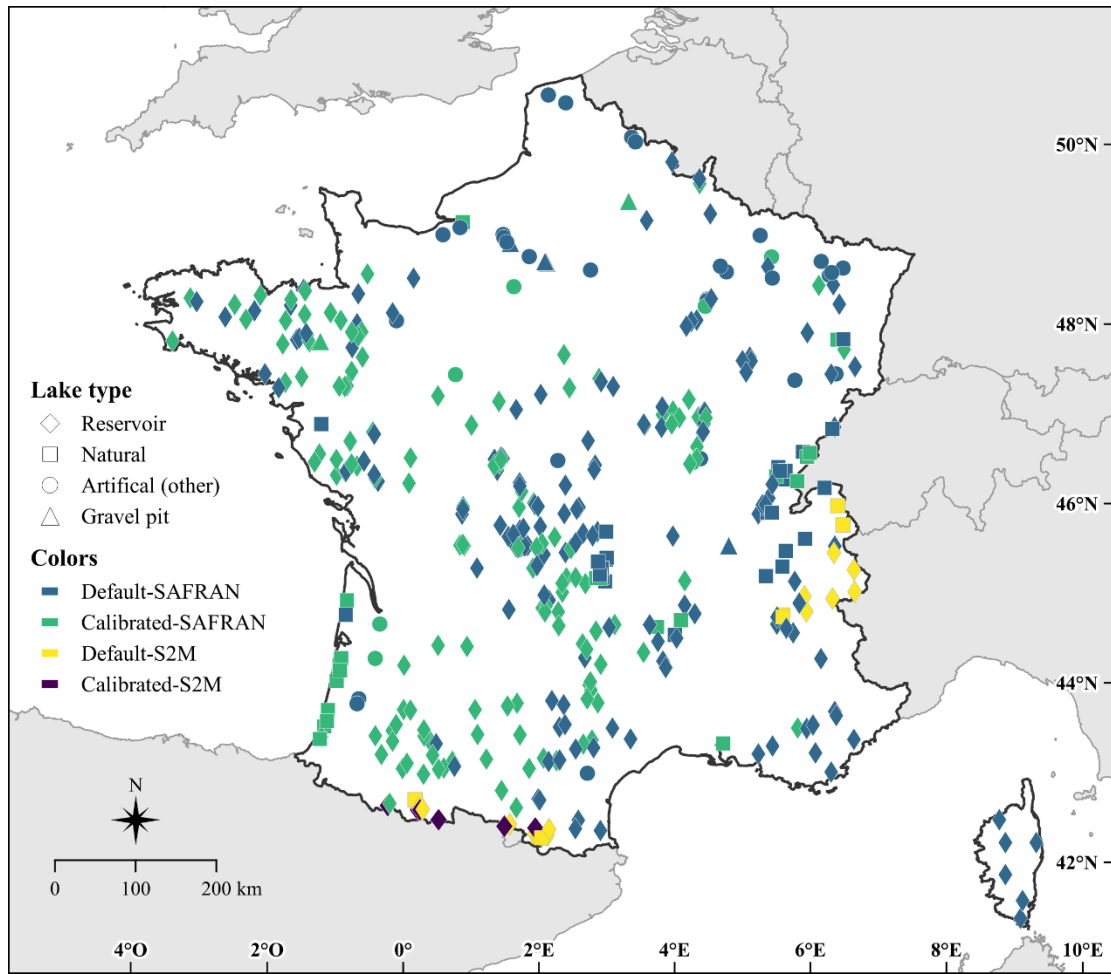 50°N
48°N
46°N
44°N
42°N
Lake type
Reservoir
Natural
Artifical (other)
Gravel pit
Colors
Default-SAFRAN
Calibrated-SAFRAN
Default-S2M
Calibrated-S2M
N
0 100 200 km
4°O 2°O 0° 2°E 4°E 6°E 8°E 10°E